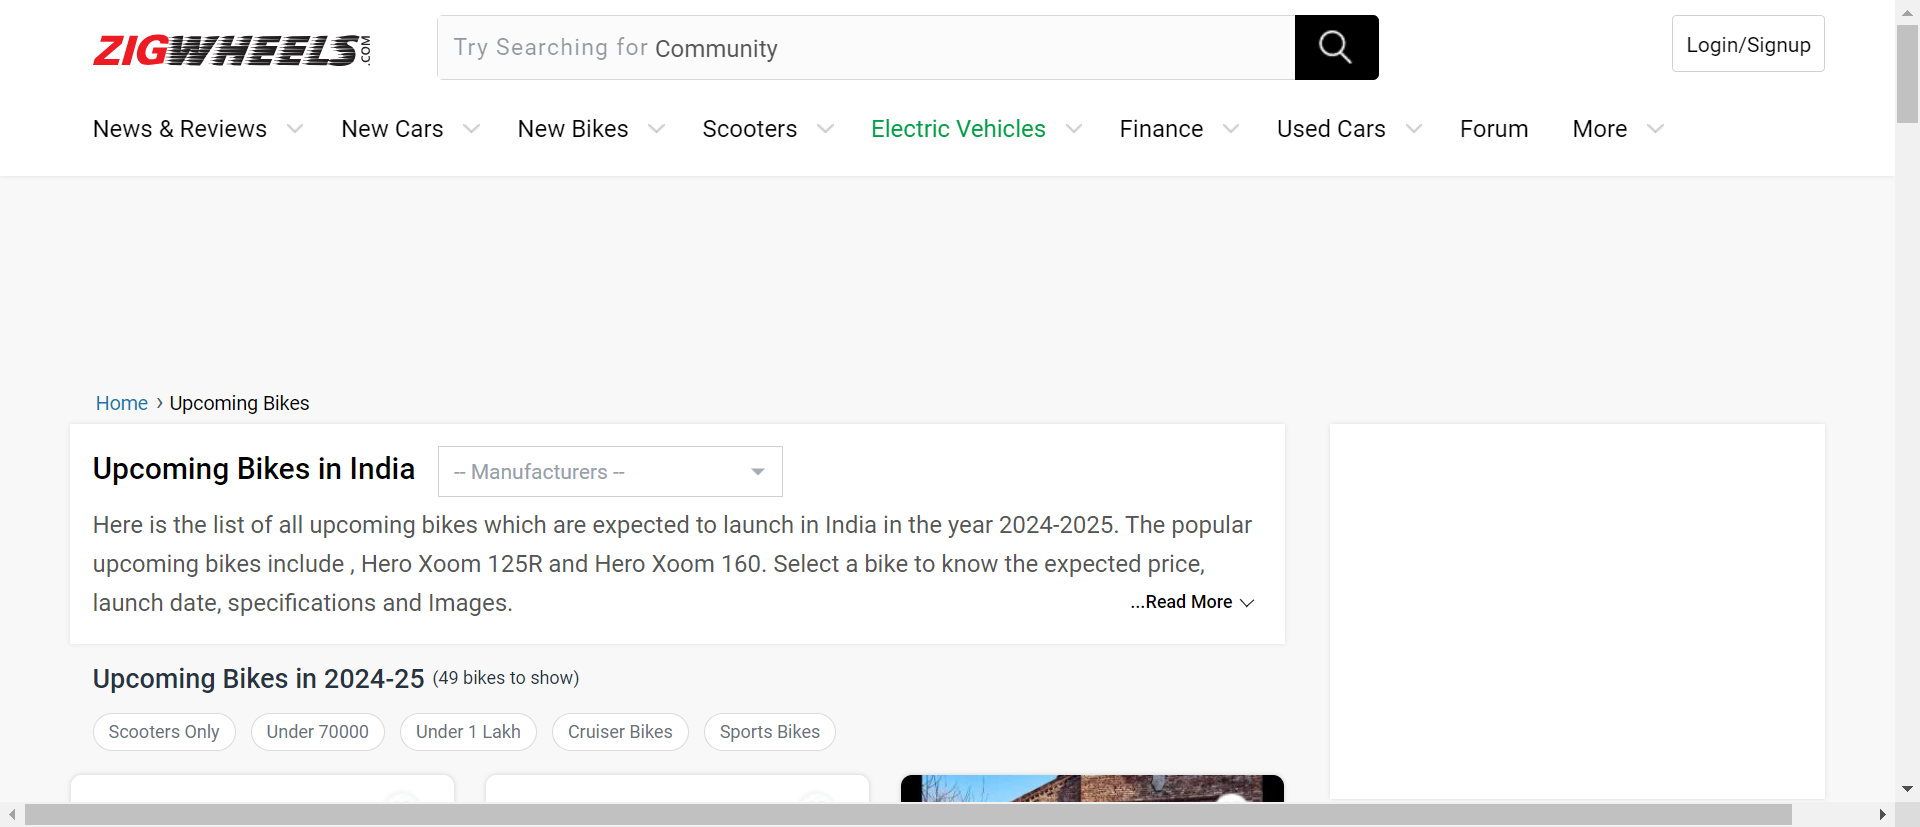 ZIGWHEELS.COM
Try Searching for Community
Login/Signup
News & Reviews New Cars New Bikes Scooters Electric Vehicles Finance Used Cars Forum More
Home › Upcoming Bikes
Upcoming Bikes in India
-- Manufacturers --
Here is the list of all upcoming bikes which are expected to launch in India in the year 2024-2025. The popular
upcoming bikes include , Hero Xoom 125R and Hero Xoom 160. Select a bike to know the expected price,
launch date, specifications and Images.
...Read More
Upcoming Bikes in 2024-25 (49 bikes to show)
Scooters Only Under 70000 Under 1 Lakh Cruiser Bikes Sports Bikes